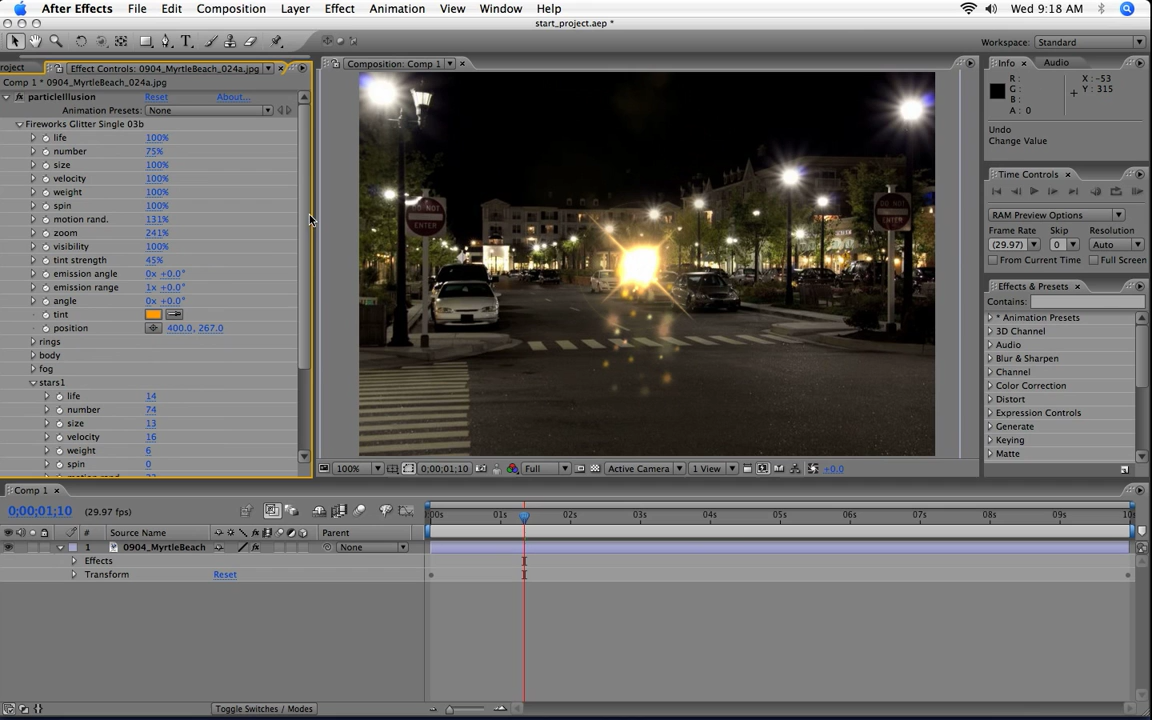 After Effects File Edit Composition Layer Effect Animation View Window Help Wed 9:18 AM
start_project.aep *
Workspace: Standard
roject Effect Controls: 0904_MyrtleBeach_024a.jpg
Comp 1 * 0904_MyrtleBeach_024a.jpg
particleIllusion Reset About...
Animation Presets: None
Fireworks Glitter Single 03b
life 100%
number 75%
size 100%
velocity 100%
weight 100%
spin 100%
motion rand. 131%
zoom 241%
visibility 100%
tint strength 45%
emission angle 0x +0.0°
emission range 1x +0.0°
angle 0x +0.0°
tint
position 400.0, 267.0
rings
body
fog
stars1
life 14
number 74
size 13
velocity 16
weight 6
spin 0
Composition: Comp 1
DO NOT
ENTER
DO NOT
ENTER
100% 0;00;01;10 Full Active Camera 1 View +0.0
Info Audio
R : X : -53
G : Y : 315
B :
A : 0
Undo
Change Value
Time Controls
RAM Preview Options
Frame Rate Skip Resolution
(29.97) 0 Auto
From Current Time Full Screen
Effects & Presets
Contains:
* Animation Presets
3D Channel
Audio
Blur & Sharpen
Channel
Color Correction
Distort
Expression Controls
Generate
Keying
Matte
Comp 1
0;00;01;10 (29.97 fps)
:00s 01s 02s 03s 04s 05s 06s 07s 08s 09s 10s
# Source Name Parent
1 0904_MyrtleBeach None
Effects
Transform Reset
Toggle Switches / Modes